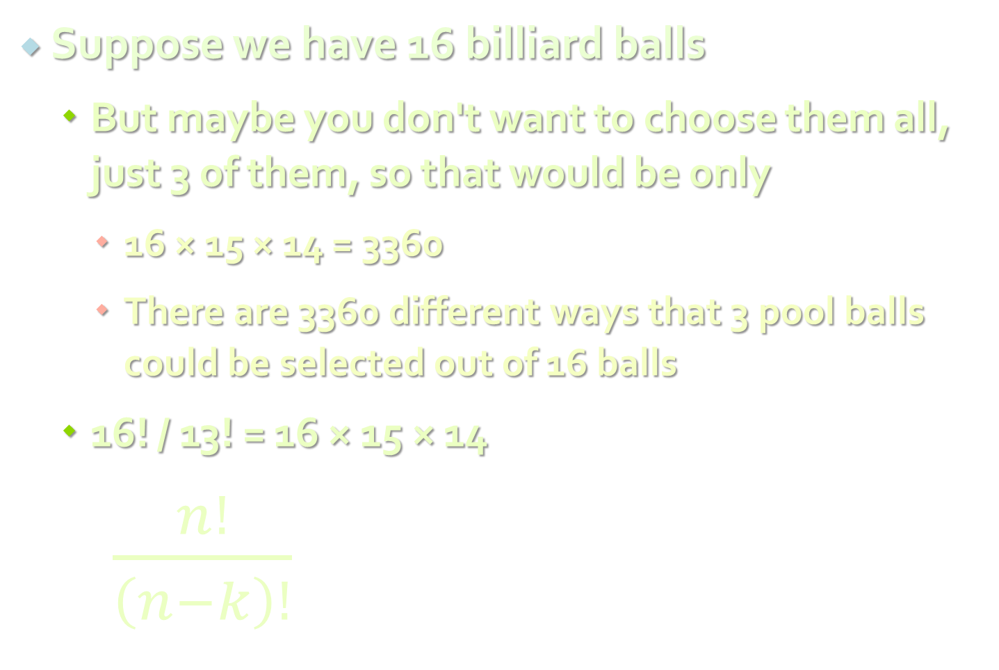 Suppose we have 16 billiard balls
But maybe you don't want to choose them all,
just 3 of them, so that would be only
16 × 15 × 14 = 3360
There are 3360 different ways that 3 pool balls
could be selected out of 16 balls
16! / 13! = 16 × 15 × 14
n!
(n−k)!